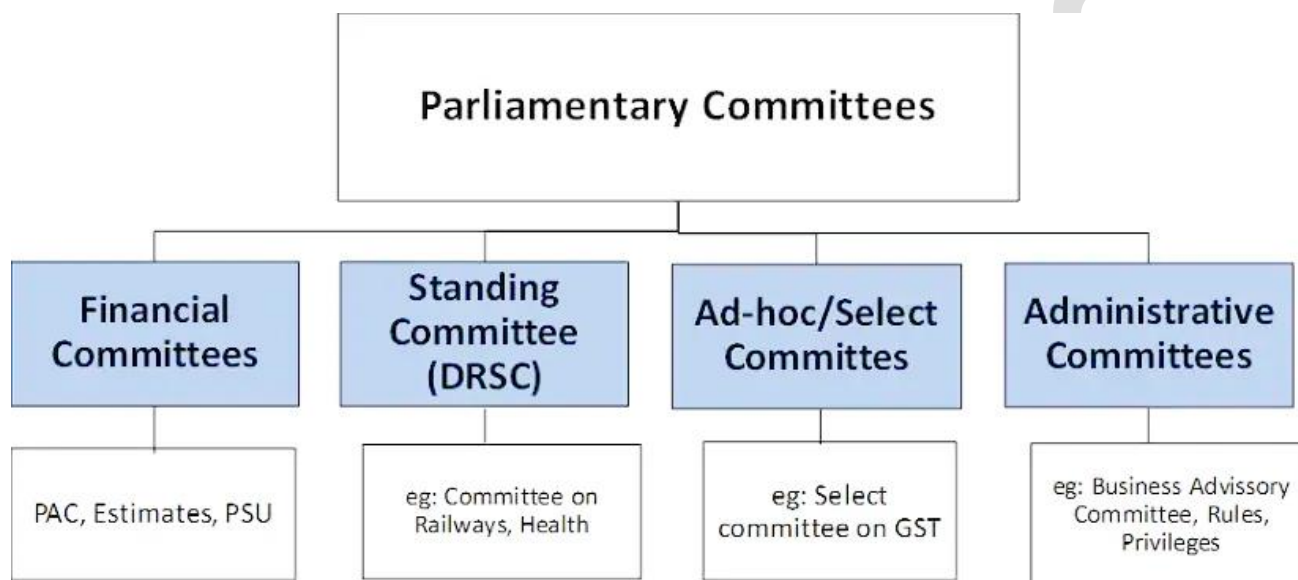 Parliamentary Committees
Financial
Committees
Standing
Committee
(DRSC)
Ad-hoc/Select
Committes
Administrative
Committees
PAC, Estimates, PSU
eg: Committee on
Railways, Health
eg: Select
committee on GST
eg: Business Advissory
Committee, Rules,
Privileges